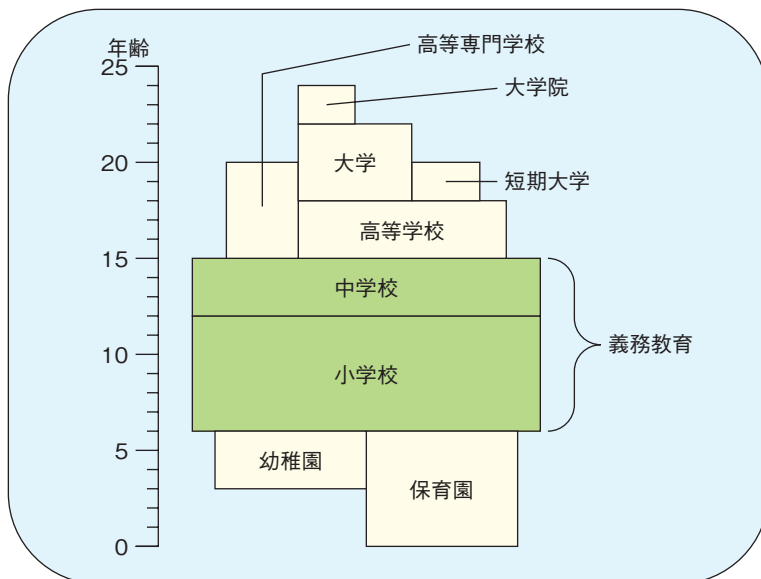 年齢
高等専門学校
25
大学院
20
大学
短期大学
高等学校
15
中学校
義務教育
10
小学校
5
幼稚園
保育園
0